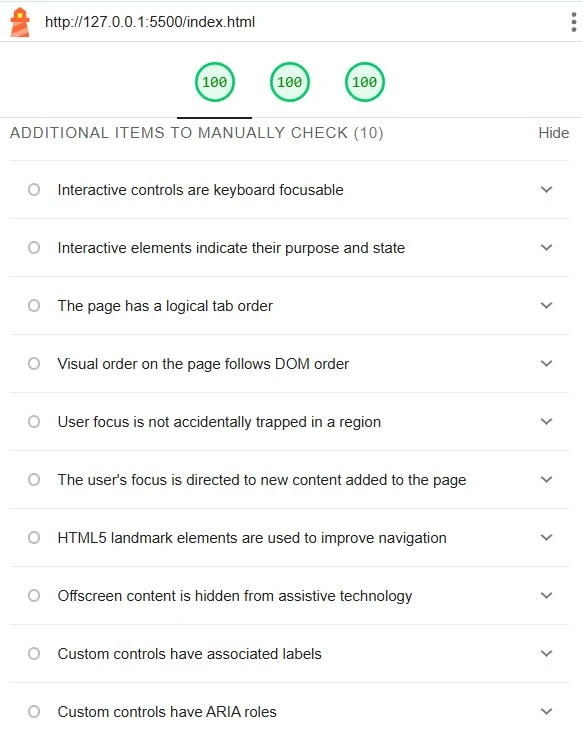 http://127.0.0.1:5500/index.html
100 100 100
ADDITIONAL ITEMS TO MANUALLY CHECK (10) Hide
Interactive controls are keyboard focusable
Interactive elements indicate their purpose and state
The page has a logical tab order
Visual order on the page follows DOM order
User focus is not accidentally trapped in a region
The user's focus is directed to new content added to the page
HTML5 landmark elements are used to improve navigation
Offscreen content is hidden from assistive technology
Custom controls have associated labels
Custom controls have ARIA roles